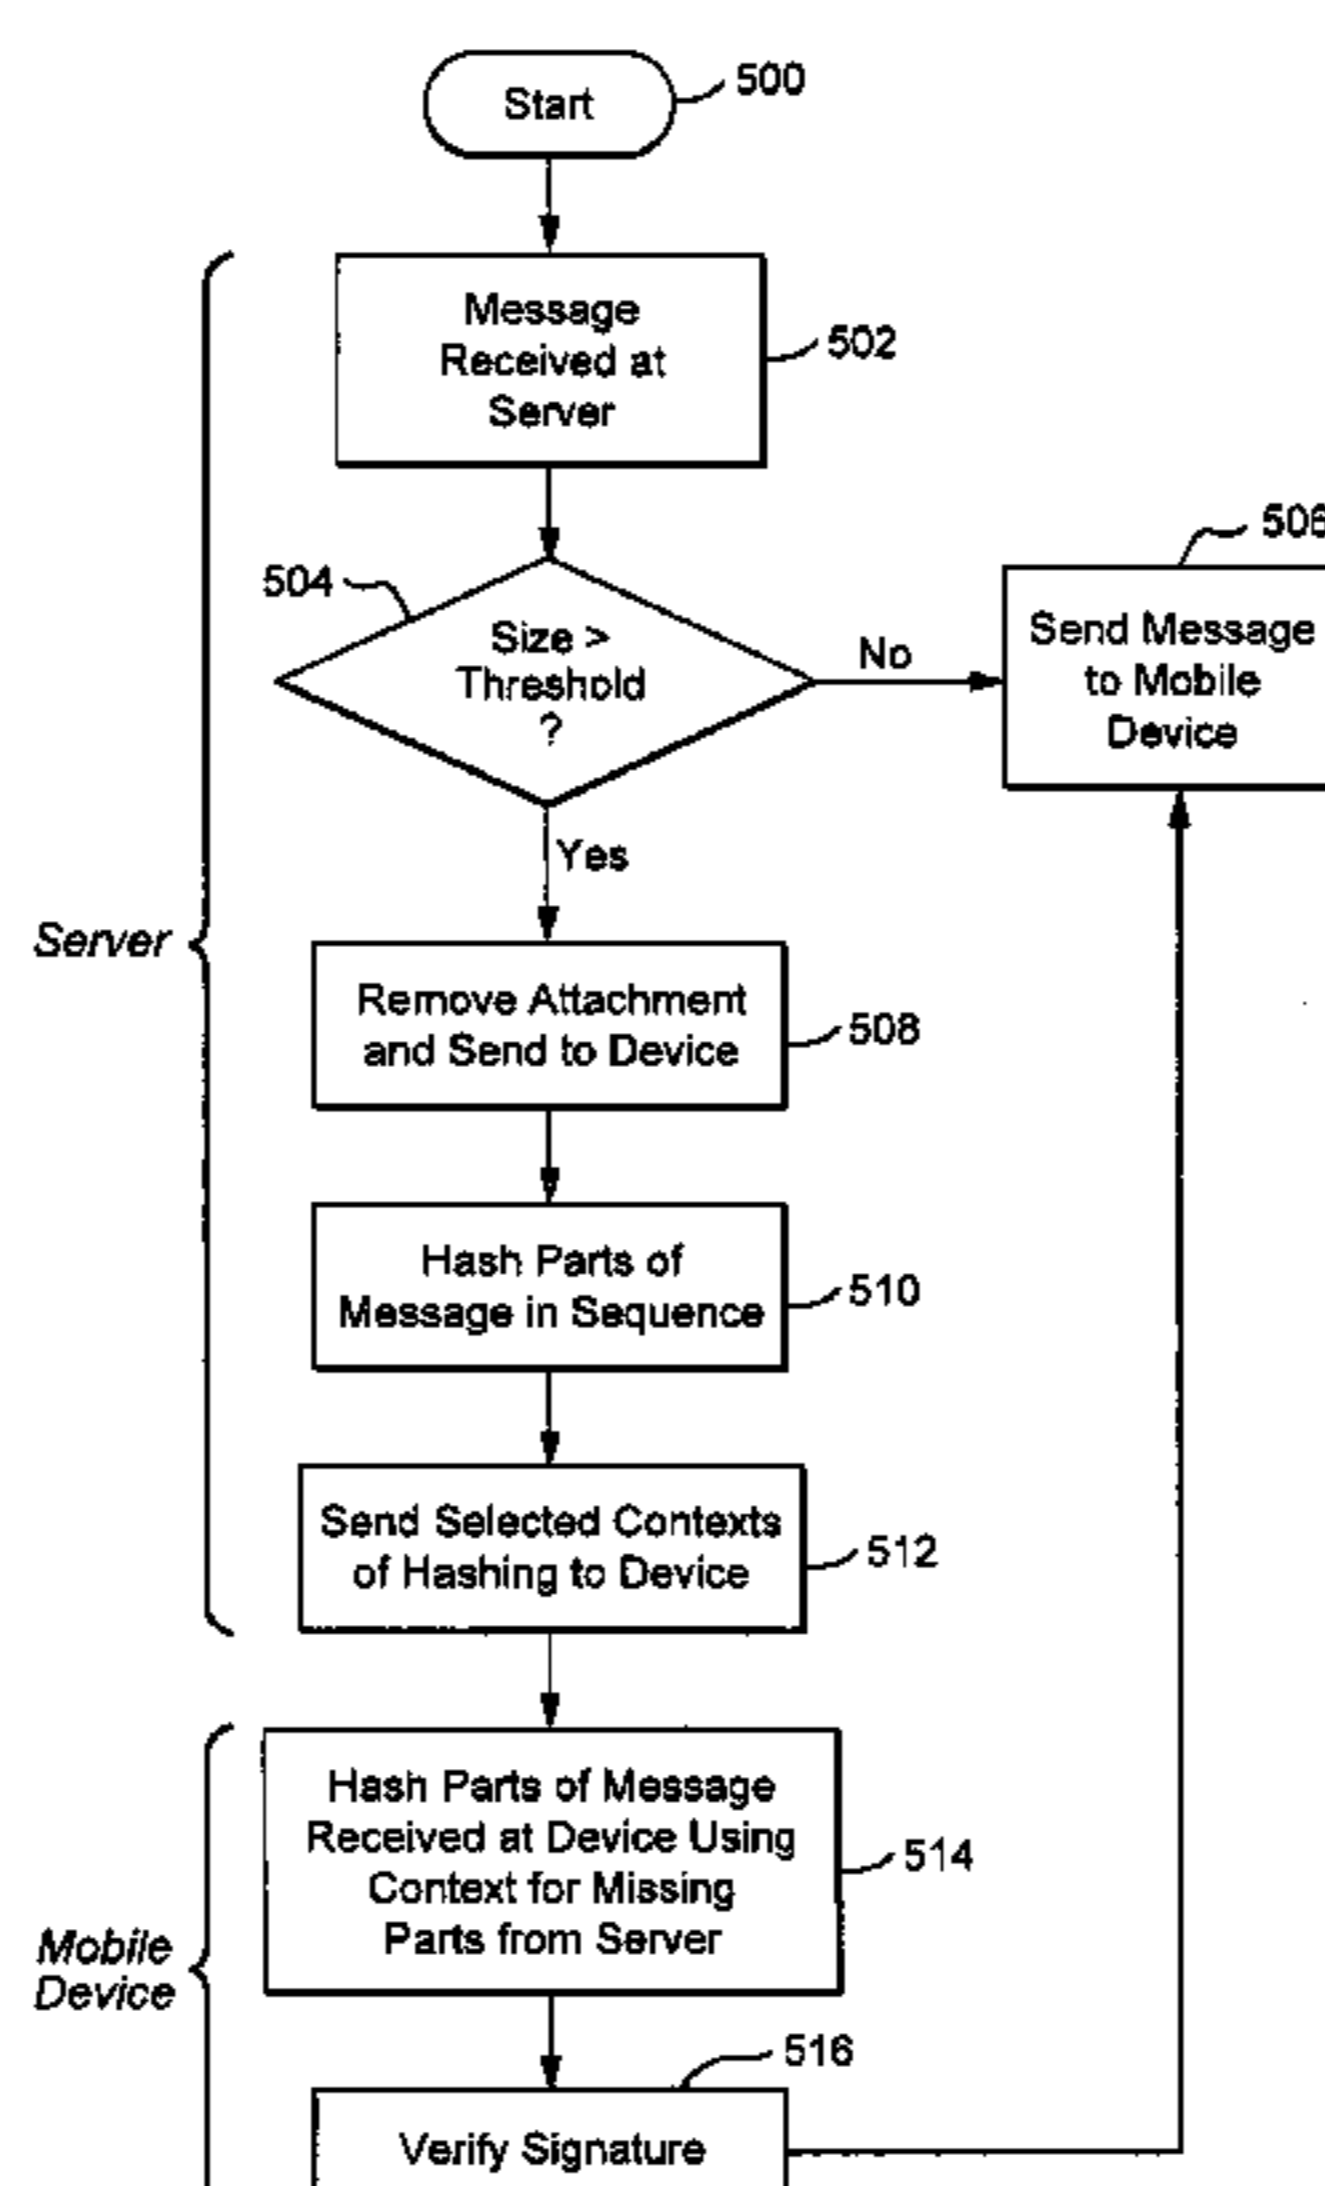 Start
500
Message
Received at
Server
502
504
Size >
Threshold
?
No
506
Send Message
to Mobile
Device
Yes
Server
Remove Attachment
and Send to Device
508
Hash Parts of
Message in Sequence
510
Send Selected Contexts
of Hashing to Device
512
Hash Parts of Message
Received at Device Using
Context for Missing
Parts from Server
514
Mobile
Device
516
Verify Signature